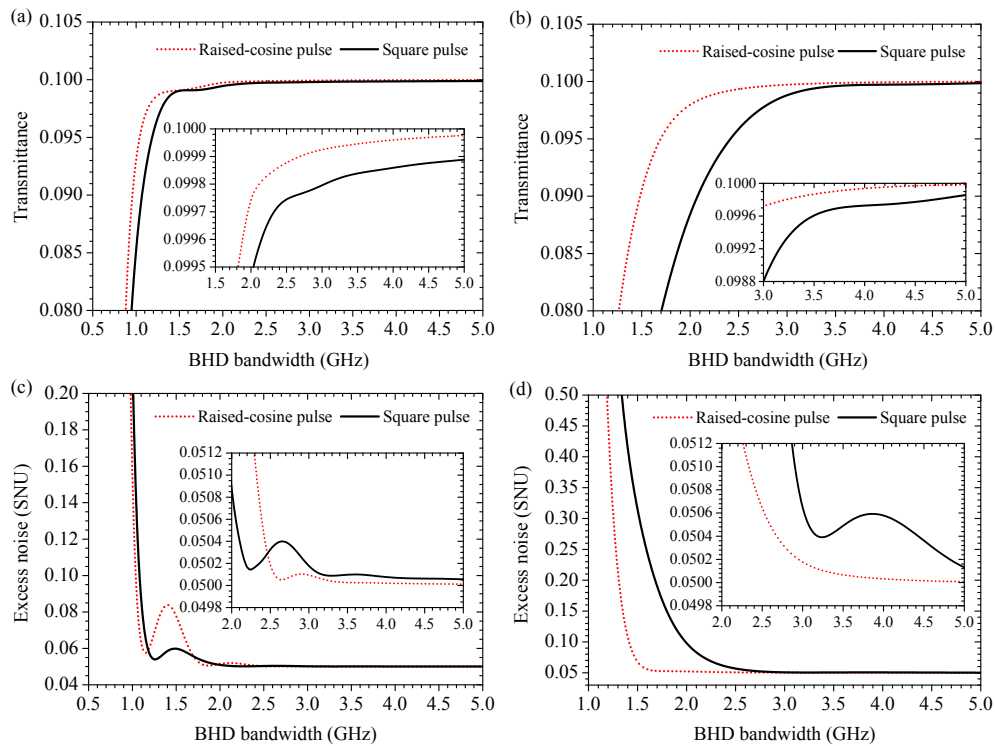 (a)
0.105
0.100
0.095
0.090
0.085
0.080
Transmittance
Raised-cosine pulse
Square pulse
0.1000
0.0999
0.0998
0.0997
0.0996
0.0995
1.5 2.0 2.5 3.0 3.5 4.0 4.5 5.0
0.5 1.0 1.5 2.0 2.5 3.0 3.5 4.0 4.5 5.0
BHD bandwidth (GHz)
(b)
0.105
0.100
0.095
0.090
0.085
0.080
Transmittance
Raised-cosine pulse
Square pulse
0.1000
0.0996
0.0992
0.0988
3.0 3.5 4.0 4.5 5.0
1.0 1.5 2.0 2.5 3.0 3.5 4.0 4.5 5.0
BHD bandwidth (GHz)
(c)
0.20
0.18
0.16
0.14
0.12
0.10
0.08
0.06
0.04
Excess noise (SNU)
Raised-cosine pulse
Square pulse
0.0512
0.0510
0.0508
0.0506
0.0504
0.0502
0.0500
0.0498
2.0 2.5 3.0 3.5 4.0 4.5 5.0
0.5 1.0 1.5 2.0 2.5 3.0 3.5 4.0 4.5 5.0
BHD bandwidth (GHz)
(d)
0.50
0.45
0.40
0.35
0.30
0.25
0.20
0.15
0.10
0.05
Excess noise (SNU)
Raised-cosine pulse
Square pulse
0.0512
0.0510
0.0508
0.0506
0.0504
0.0502
0.0500
0.0498
2.0 2.5 3.0 3.5 4.0 4.5 5.0
1.0 1.5 2.0 2.5 3.0 3.5 4.0 4.5 5.0
BHD bandwidth (GHz)